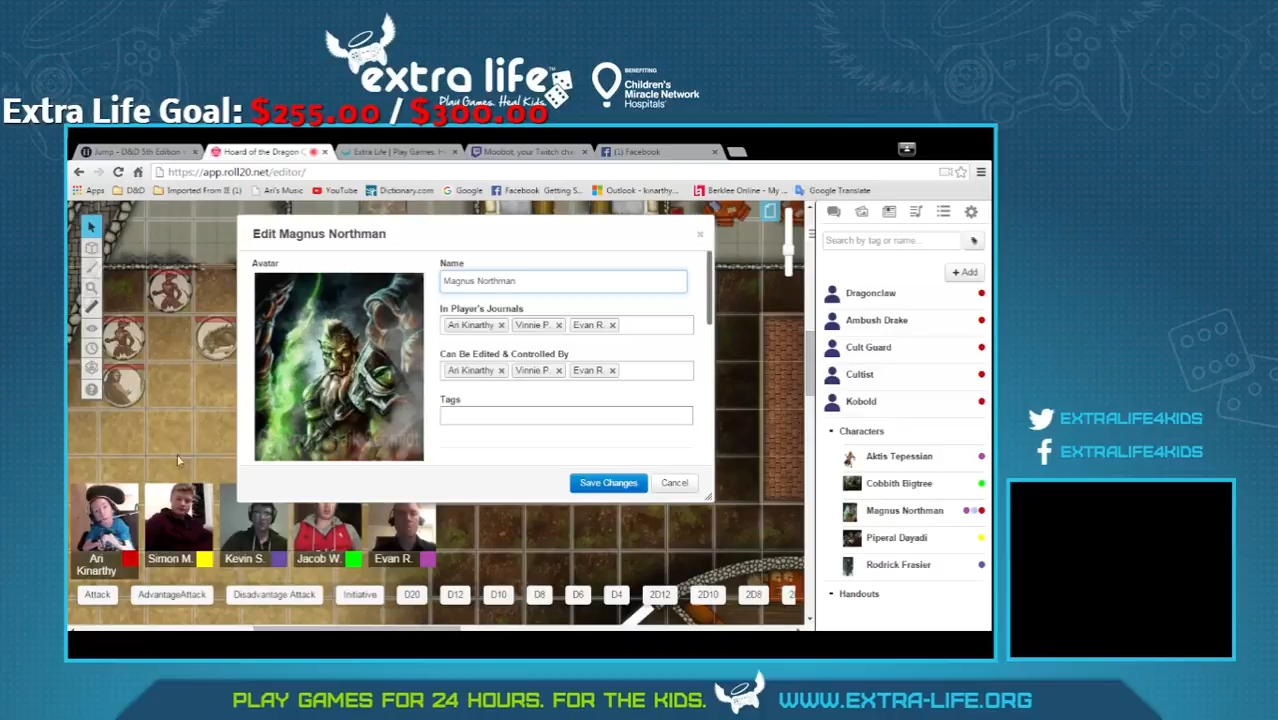 extra life
Play Games. Heal Kids.
BENEFITING
Children's
Miracle Network
Hospitals
Extra Life Goal: $255.00 / $300.00
Jump - D&D 5th Edition
Hoard of the Dragon
Extra Life | Play Games. H
Moobot, your Twitch ch
(1) Facebook
https://app.roll20.net/editor/
Apps
D&D
Imported From IE (1)
Ari's Music
YouTube
Dictionary.com
Google
Facebook Getting S...
Outlook - kinarthy...
Berklee Online - My ...
Google Translate
Edit Magnus Northman
Avatar
Name
Magnus Northman
In Player's Journals
Ari Kinarthy × Vinnie P. × Evan R. ×
Can Be Edited & Controlled By
Ari Kinarthy × Vinnie P. × Evan R. ×
Tags
Save Changes
Cancel
Search by tag or name...
+ Add
Dragonclaw
Ambush Drake
Cult Guard
Cultist
Kobold
Characters
Aktis Tepessian
Cobbith Bigtree
Magnus Northman
Piperal Dayadi
Rodrick Frasier
Handouts
Ari
Kinarthy
Simon M.
Kevin S.
Jacob W.
Evan R.
Attack
AdvantageAttack
Disadvantage Attack
Initiative
D20
D12
D10
D8
D6
D4
2D12
2D10
2D8
EXTRALIFE4KIDS
EXTRALIFE4KIDS
PLAY GAMES FOR 24 HOURS. FOR THE KIDS.
WWW.EXTRA-LIFE.ORG